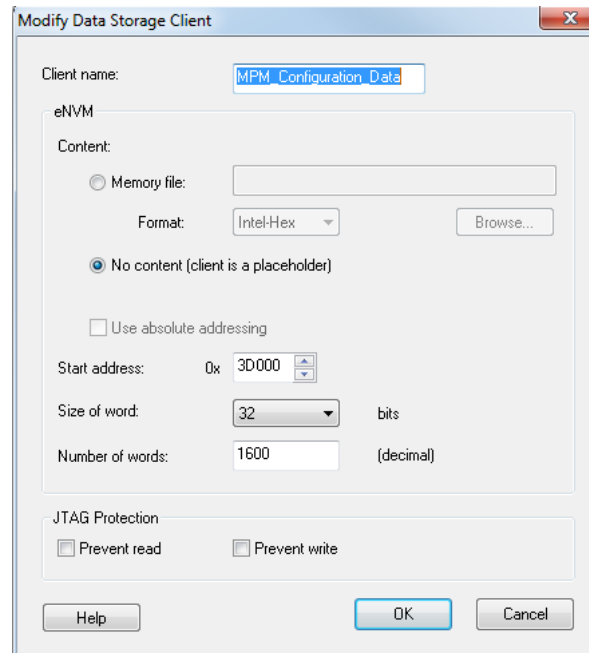 Modify Data Storage Client
Client name: MPM_Configuration_Data
eNVM
Content:
Memory file:
Format: Intel-Hex Browse...
No content (client is a placeholder)
Use absolute addressing
Start address: 0x 3D000
Size of word: 32 bits
Number of words: 1600 (decimal)
JTAG Protection
Prevent read Prevent write
Help OK Cancel